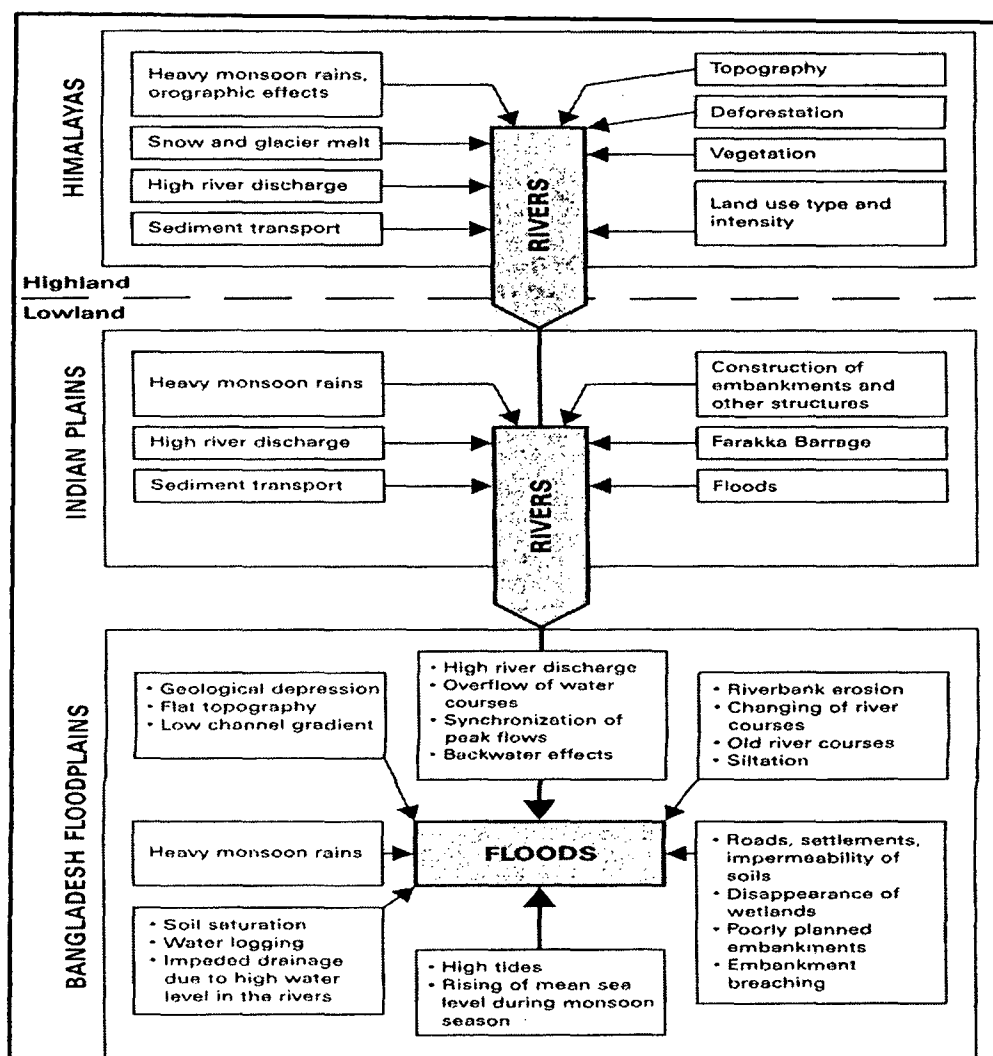 HIMALAYAS
Heavy monsoon rains,
orographic effects
Snow and glacier melt
High river discharge
Sediment transport
RIVERS
Topography
Deforestation
Vegetation
Land use type and
intensity
Highland
Lowland
INDIAN PLAINS
Heavy monsoon rains
High river discharge
Sediment transport
RIVERS
Construction of
embankments and
other structures
Farakka Barrage
Floods
BANGLADESH FLOODPLAINS
• Geological depression
• Flat topography
• Low channel gradient
• High river discharge
• Overflow of water
courses
• Synchronization of
peak flows
• Backwater effects
• Riverbank erosion
• Changing of river
courses
• Old river courses
• Siltation
Heavy monsoon rains
FLOODS
• Roads, settlements,
impermeability of
soils
• Disappearance of
wetlands
• Poorly planned
embankments
• Embankment
breaching
• Soil saturation
• Water logging
• Impeded drainage
due to high water
level in the rivers
• High tides
• Rising of mean sea
level during monsoon
season